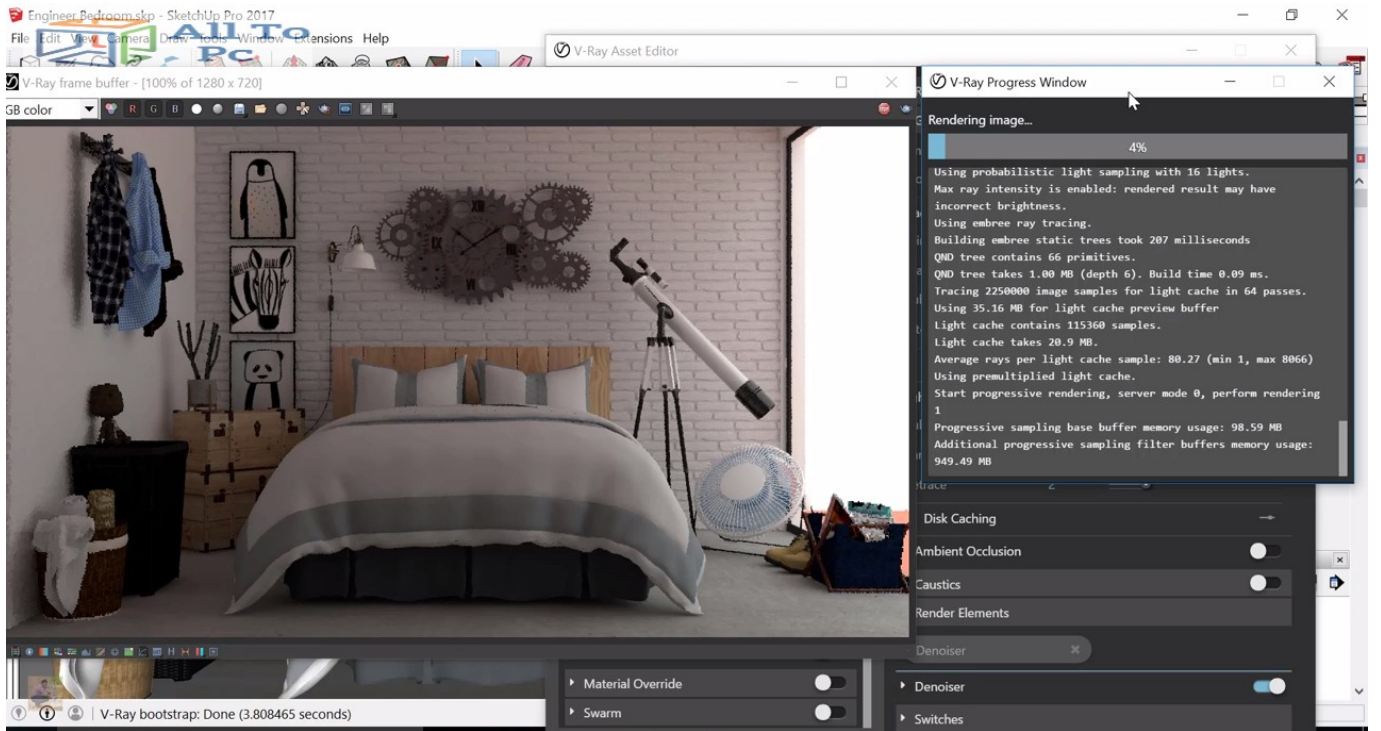 Engineer Bedroom.skp - SketchUp Pro 2017
File Edit View Camera Draw Tools Window Extensions Help
All To
PC
V-Ray Asset Editor
V-Ray frame buffer - [100% of 1280 x 720]
GB color
R G B
V-Ray Progress Window
Rendering image...
4%
Using probabilistic light sampling with 16 lights.
Max ray intensity is enabled: rendered result may have
incorrect brightness.
Using embree ray tracing.
Building embree static trees took 207 milliseconds
QND tree contains 66 primitives.
QND tree takes 1.00 MB (depth 6). Build time 0.09 ms.
Tracing 2250000 image samples for light cache in 64 passes.
Using 35.16 MB for light cache preview buffer
Light cache contains 115360 samples.
Light cache takes 20.9 MB.
Average rays per light cache sample: 80.27 (min 1, max 8066)
Using premultiplied light cache.
Start progressive rendering, server mode 0, perform rendering
1
Progressive sampling base buffer memory usage: 98.59 MB
Additional progressive sampling filter buffers memory usage:
949.49 MB
XII
IX
VI
etrace 2
Disk Caching
Ambient Occlusion
Caustics
Render Elements
Denoiser
Denoiser
Switches
Material Override
Swarm
V-Ray bootstrap: Done (3.808465 seconds)